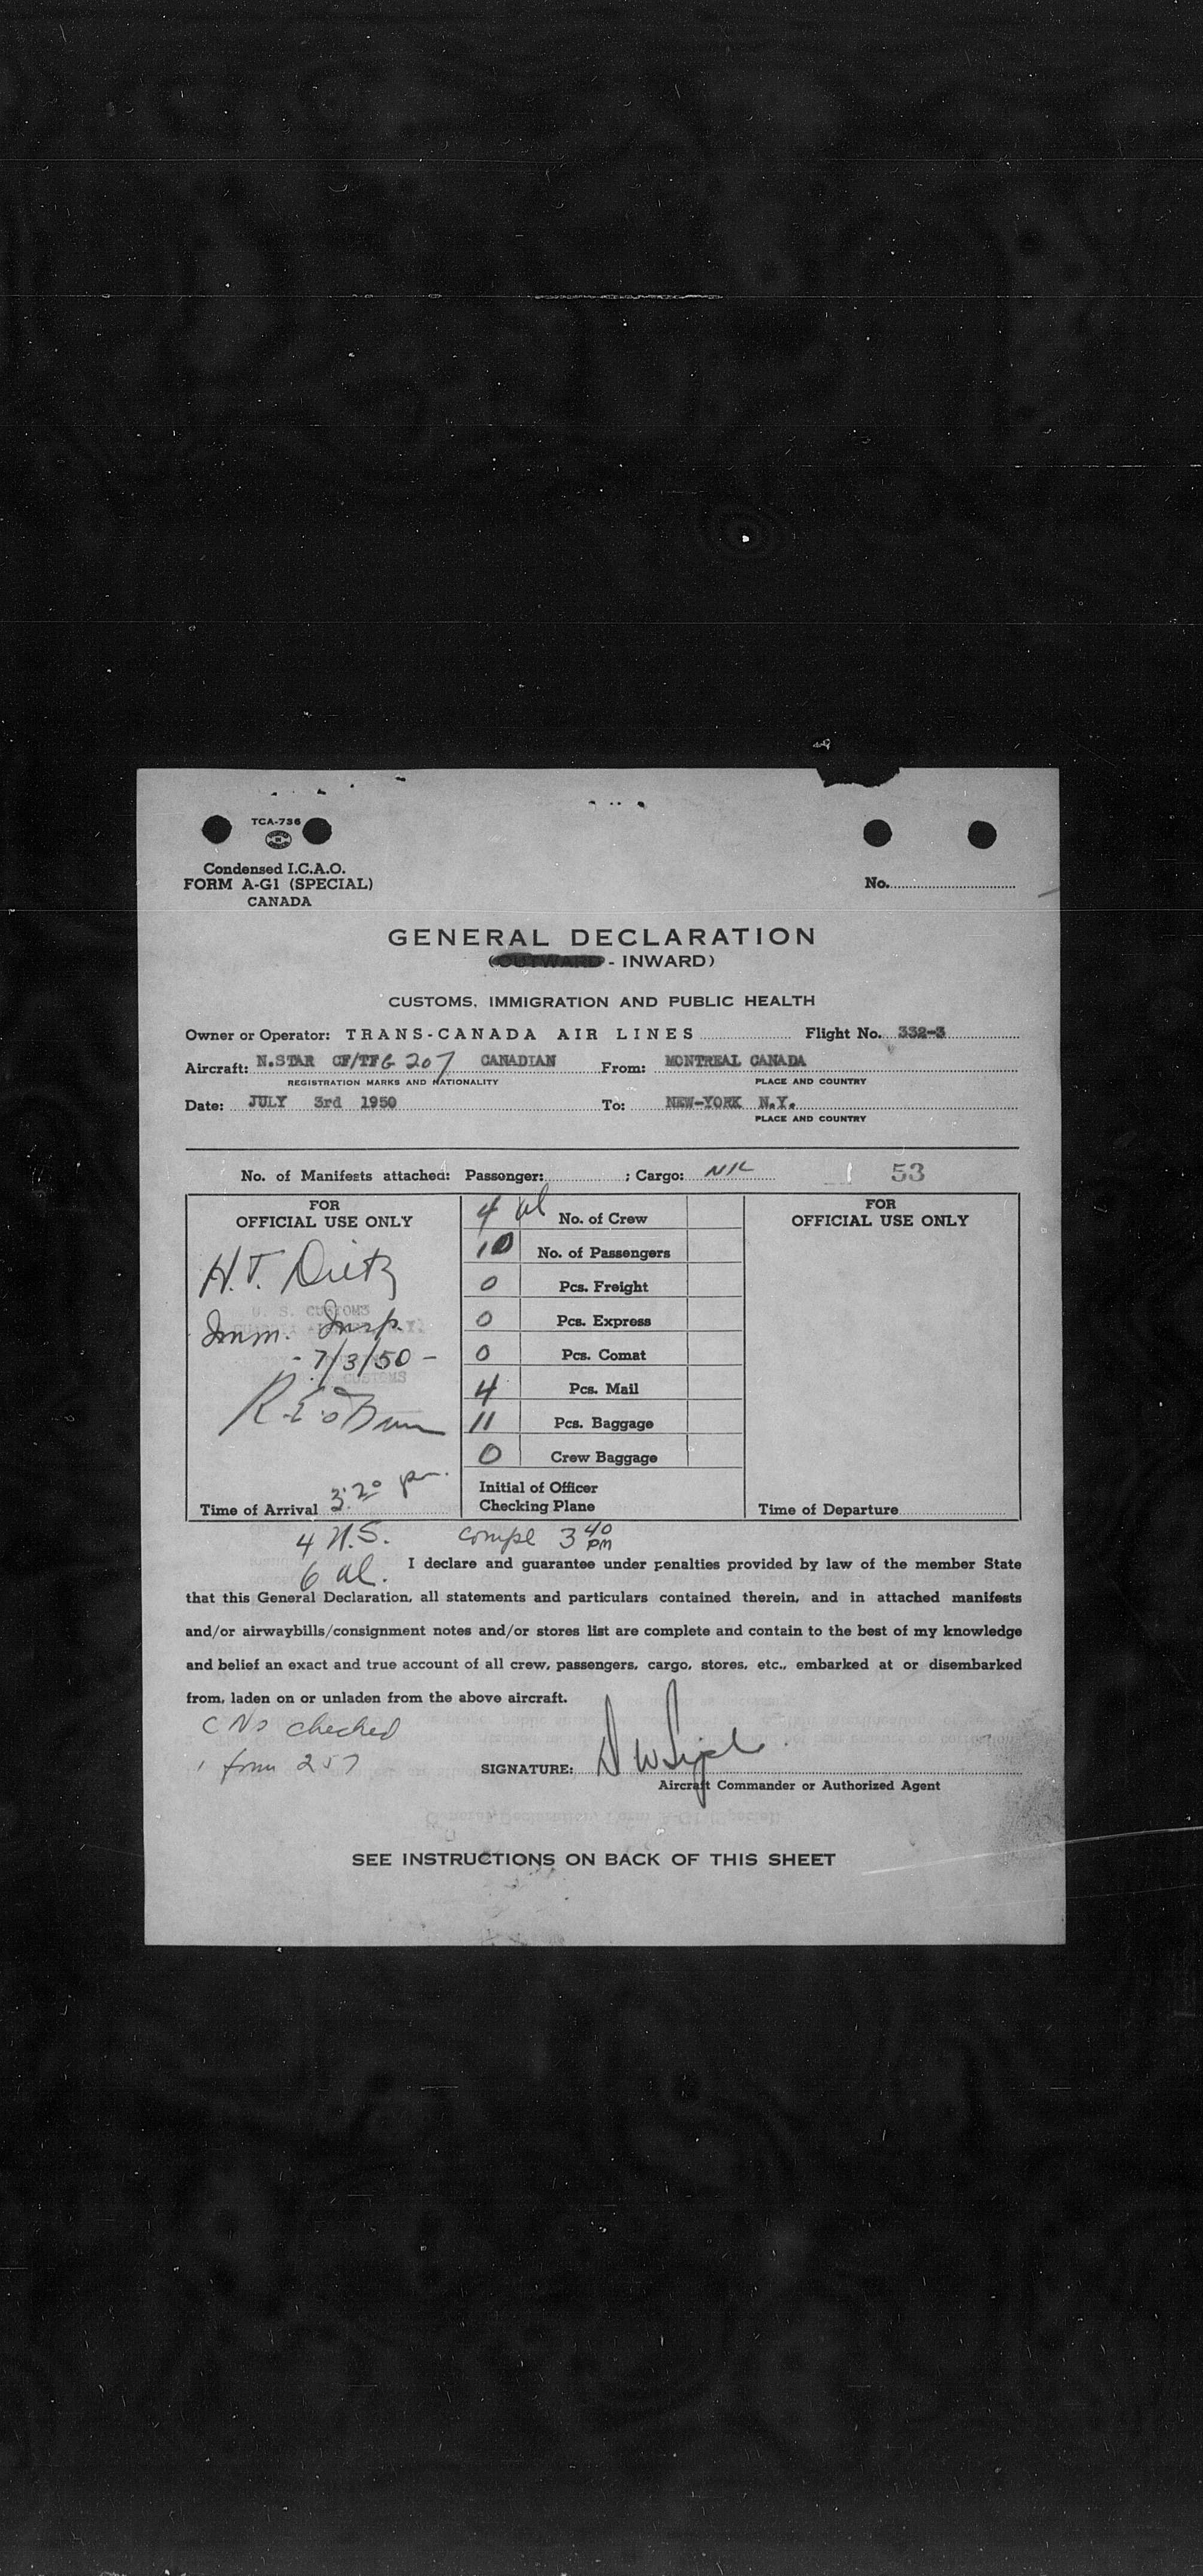 TCA-736
Condensed I.C.A.O.
FORM A-G1 (SPECIAL)
CANADA
No.
GENERAL DECLARATION
(OUTWARD - INWARD)
CUSTOMS, IMMIGRATION AND PUBLIC HEALTH
Owner or Operator: TRANS-CANADA AIR LINES Flight No. 332-3
Aircraft: N.STAR CF/TFG 207 CANADIAN From: MONTREAL CANADA
REGISTRATION MARKS AND NATIONALITY PLACE AND COUNTRY
Date: JULY 3rd 1950 To: NEW-YORK N.Y.
PLACE AND COUNTRY
No. of Manifests attached: Passonger: ; Cargo: NIL 53
FOR
OFFICIAL USE ONLY
H.T. Dietz
U. S. CUSTOMS
Imm. Insp.
- 7/3/50 -
CUSTOMS
Time of Arrival 3:20 pm.
4 al No. of Crew
10 No. of Passengers
0 Pcs. Freight
0 Pcs. Express
0 Pcs. Comat
4 Pcs. Mail
11 Pcs. Baggage
0 Crew Baggage
Initial of Officer
Checking Plane
FOR
OFFICIAL USE ONLY
Time of Departure
4 U.S. compl 3 40 PM
6 al.
I declare and guarantee under penalties provided by law of the member State
that this General Declaration, all statements and particulars contained therein, and in attached manifests
and/or airwaybills/consignment notes and/or stores list are complete and contain to the best of my knowledge
and belief an exact and true account of all crew, passengers, cargo, stores, etc., embarked at or disembarked
from, laden on or unladen from the above aircraft.
checked
1 form 257
SIGNATURE:
Aircraft Commander or Authorized Agent
SEE INSTRUCTIONS ON BACK OF THIS SHEET